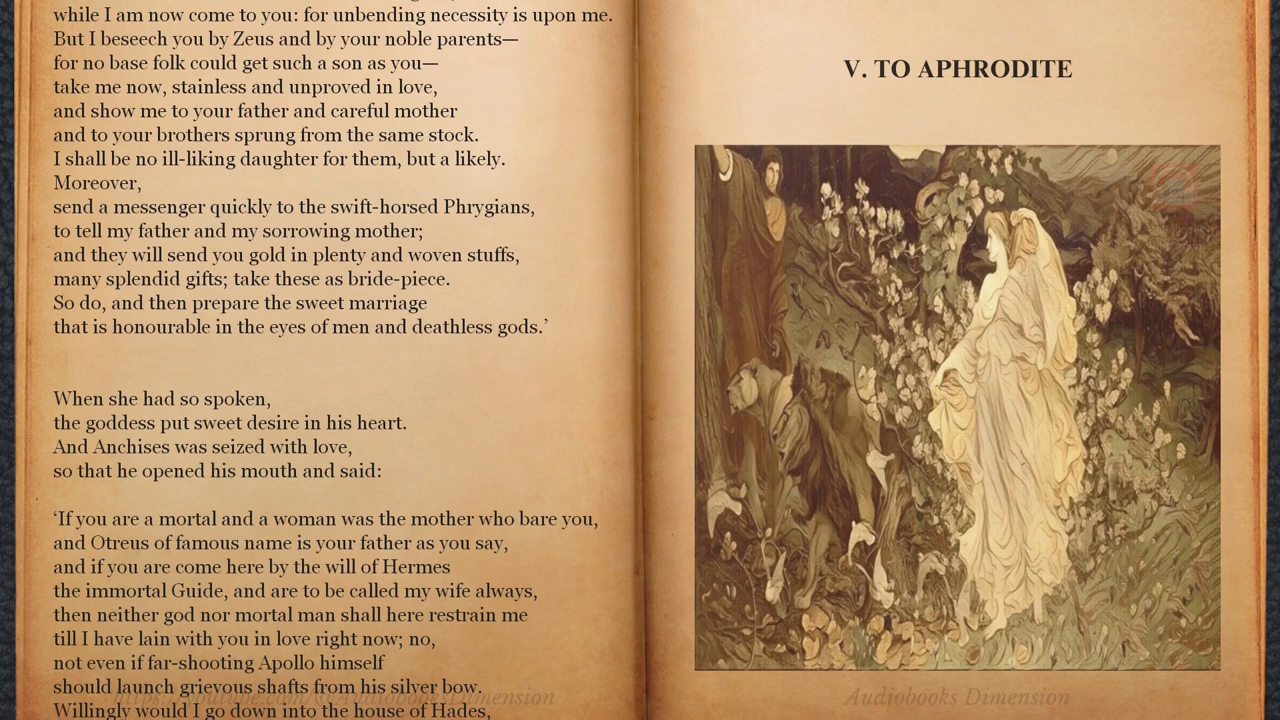 while I am now come to you: for unbending necessity is upon me.
But I beseech you by Zeus and by your noble parents—
for no base folk could get such a son as you—
take me now, stainless and unproved in love,
and show me to your father and careful mother
and to your brothers sprung from the same stock.
I shall be no ill-liking daughter for them, but a likely.
Moreover,
send a messenger quickly to the swift-horsed Phrygians,
to tell my father and my sorrowing mother;
and they will send you gold in plenty and woven stuffs,
many splendid gifts; take these as bride-piece.
So do, and then prepare the sweet marriage
that is honourable in the eyes of men and deathless gods.’
When she had so spoken,
the goddess put sweet desire in his heart.
And Anchises was seized with love,
so that he opened his mouth and said:
‘If you are a mortal and a woman was the mother who bare you,
and Otreus of famous name is your father as you say,
and if you are come here by the will of Hermes
the immortal Guide, and are to be called my wife always,
then neither god nor mortal man shall here restrain me
till I have lain with you in love right now; no,
not even if far-shooting Apollo himself
should launch grievous shafts from his silver bow.
https://youtube.com/@AudiobooksDimension
Willingly would I go down into the house of Hades,
V. TO APHRODITE
Audiobooks Dimension